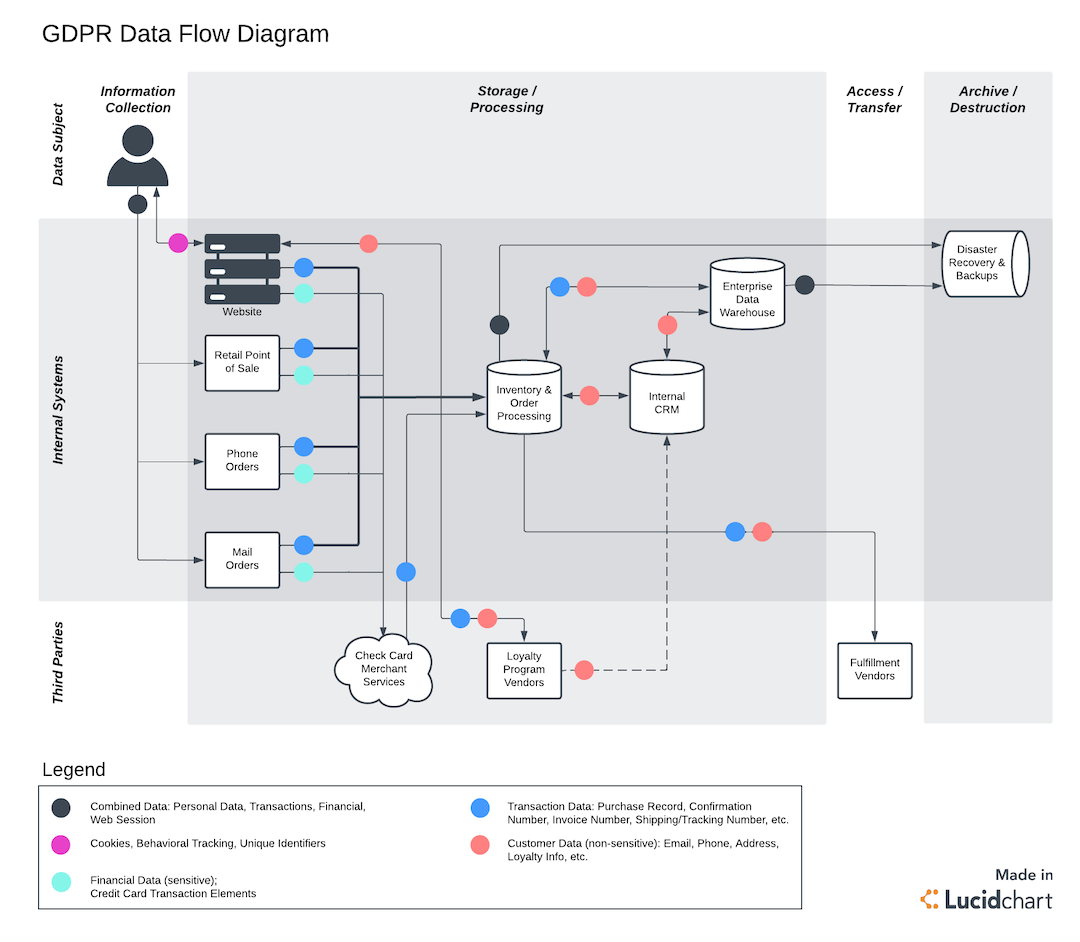 GDPR Data Flow Diagram
Information
Collection
Storage /
Processing
Access /
Transfer
Archive /
Destruction
Data Subject
Internal Systems
Third Parties
Website
Retail Point
of Sale
Phone
Orders
Mail
Orders
Inventory &
Order
Processing
Internal
CRM
Enterprise
Data
Warehouse
Disaster
Recovery &
Backups
Check Card
Merchant
Services
Loyalty
Program
Vendors
Fulfillment
Vendors
Legend
Combined Data: Personal Data, Transactions, Financial,
Web Session
Cookies, Behavioral Tracking, Unique Identifiers
Financial Data (sensitive);
Credit Card Transaction Elements
Transaction Data: Purchase Record, Confirmation
Number, Invoice Number, Shipping/Tracking Number, etc.
Customer Data (non-sensitive): Email, Phone, Address,
Loyalty Info, etc.
Made in
Lucidchart